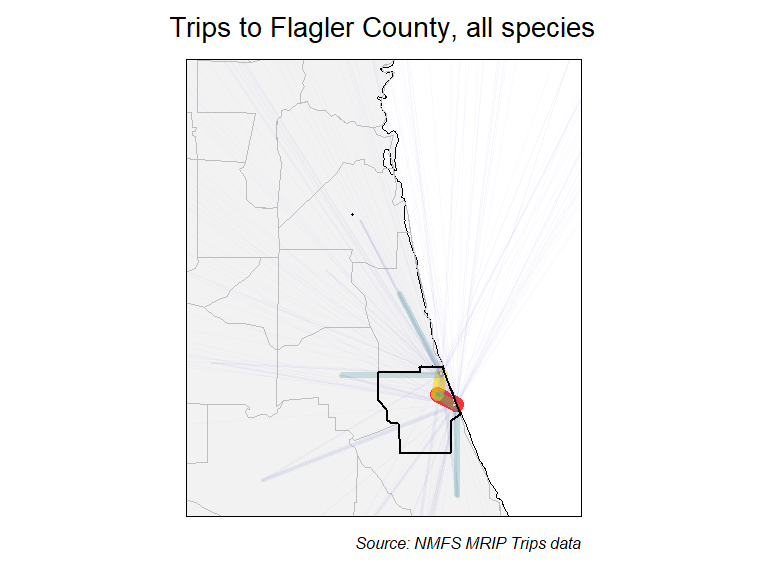 Trips to Flagler County, all species
Source: NMFS MRIP Trips data